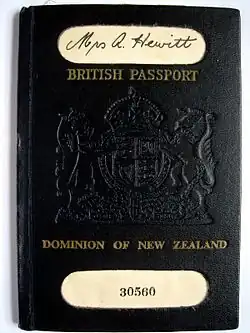 Mrs A. Hewitt
BRITISH PASSPORT
DOMINION OF NEW ZEALAND
30560